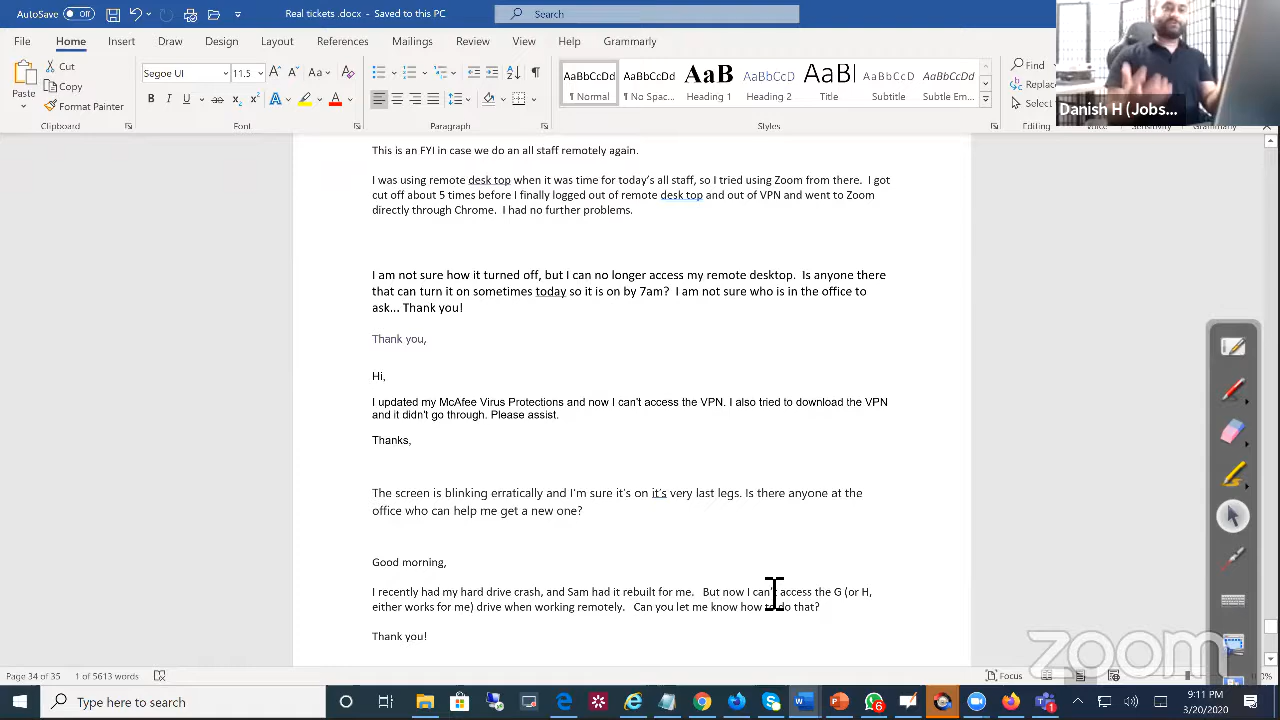 AutoSave Off Real tickets .docx - Saved to this PC Search
File Home Insert Draw Design Layout References Mailings Review View Help Grammarly
Paste Cut Copy Format Painter
Segoe UI 11.5
AaBbCcDd AaBbCcDd AaB AaBbCcD AaB AaBbCcD AaBbCcDd
¶ Normal ¶ No Spac... Heading 1 Heading 2 Title Subtitle Subtle Em...
Find
Select
Clipboard Font Paragraph Styles Editing Voice Sensitivity Grammarly
Danish H (Jobs...
This is an FYI in case we do an all staff remotely again.
I was using remote desk top when it was time for today's all staff, so I tried using Zoom from there. I got
cut off about 5 times before I finally logged out of remote desk top and out of VPN and went to Zoom
directly through Chrome. I had no further problems.
I am not sure how it turned off, but I can no longer access my remote desktop. Is anyone there
that can turn it on sometimes today so it is on by 7am? I am not sure who is in the office to
ask... Thank you!
Thank you,
Hi,
I updated my McAfee Virus Protections and now I can't access the VPN. I also tried to download the VPN
and it didn't go through. Please assist.
Thanks,
The screen is blinking erratically and I'm sure it's on it's very last legs. Is there anyone at the
office who can help me get a new one?
Good morning,
I recently had my hard drive crash, and Sam had it rebuilt for me. But now I can't access the G (or H,
either works for me) drive when working remotely. Can you let me know how to do that?
Thank you!
zoom
Page 34 of 35 1 of 5613 words Focus
Type here to search
6
1
9:11 PM
3/20/2020